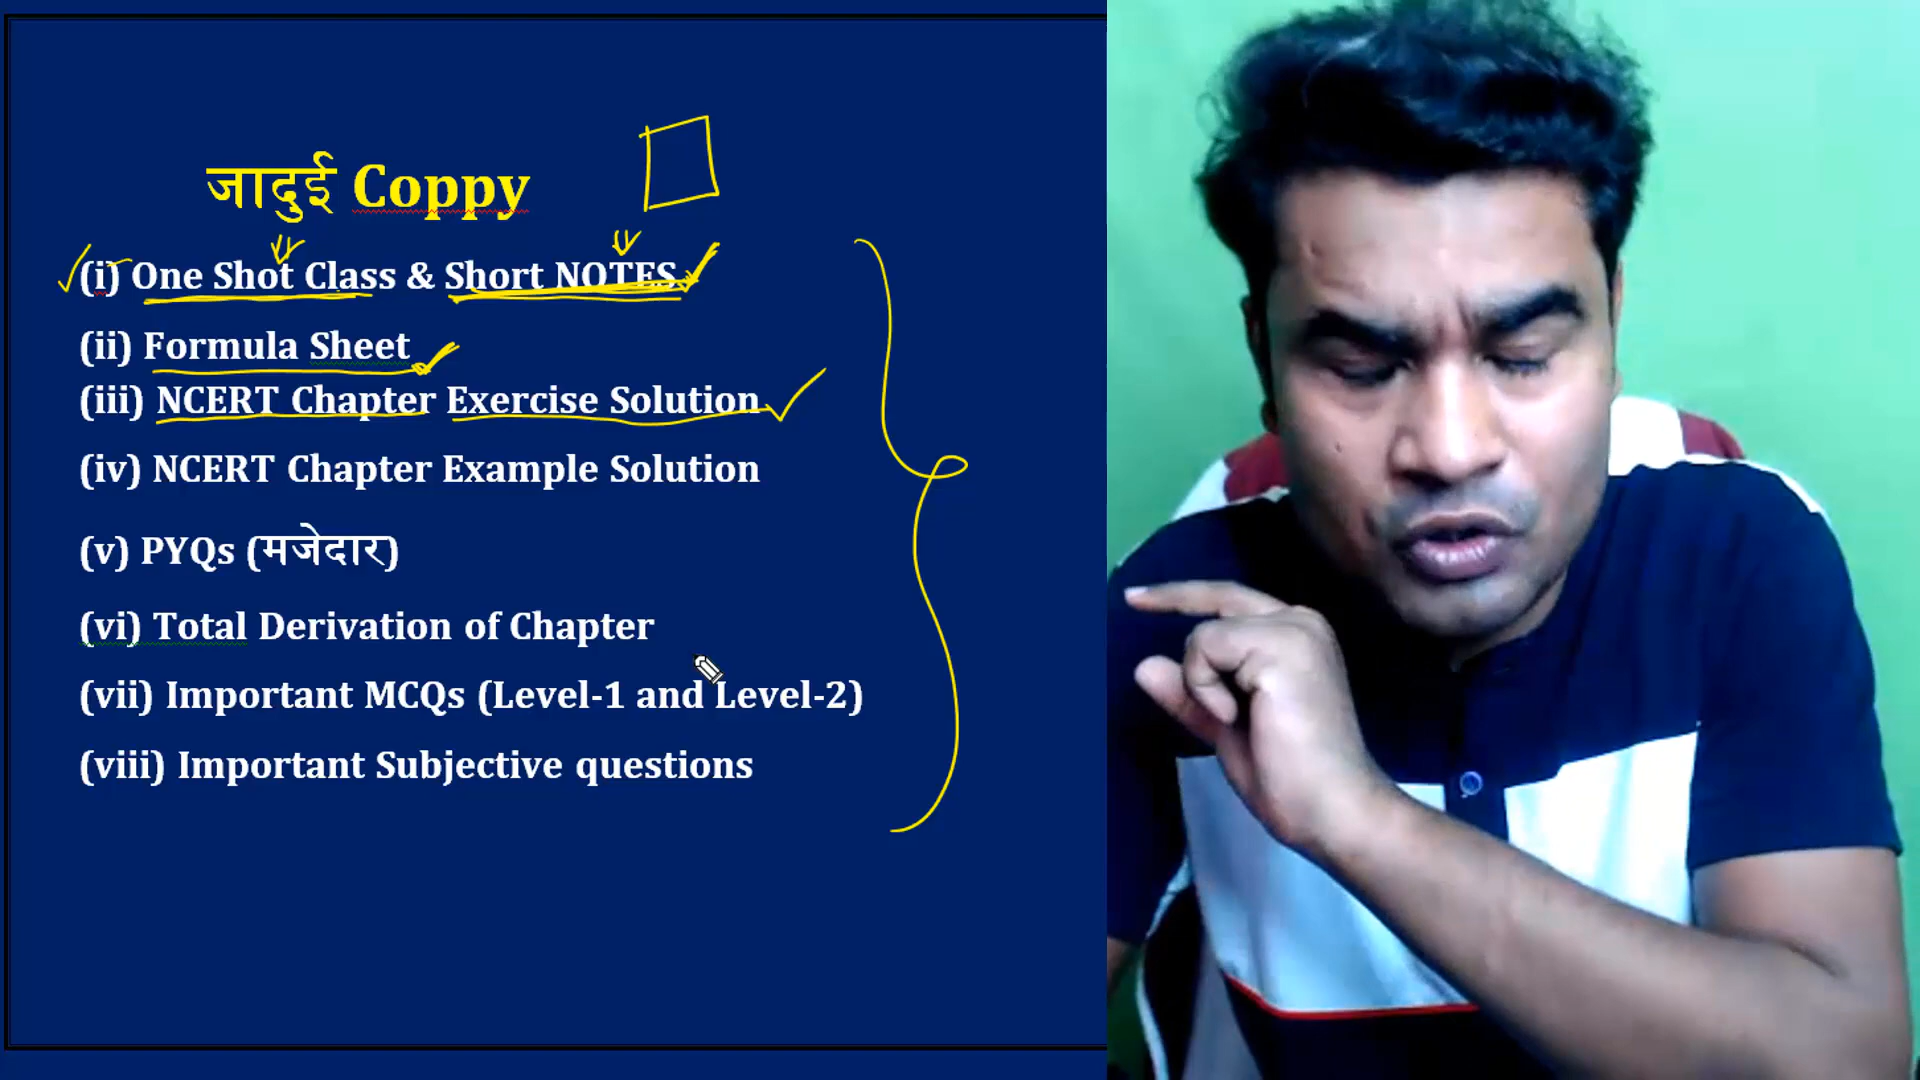 जादुई Coppy
(i) One Shot Class & Short NOTES
(ii) Formula Sheet
(iii) NCERT Chapter Exercise Solution
(iv) NCERT Chapter Example Solution
(v) PYQs (मजेदार)
(vi) Total Derivation of Chapter
(vii) Important MCQs (Level-1 and Level-2)
(viii) Important Subjective questions